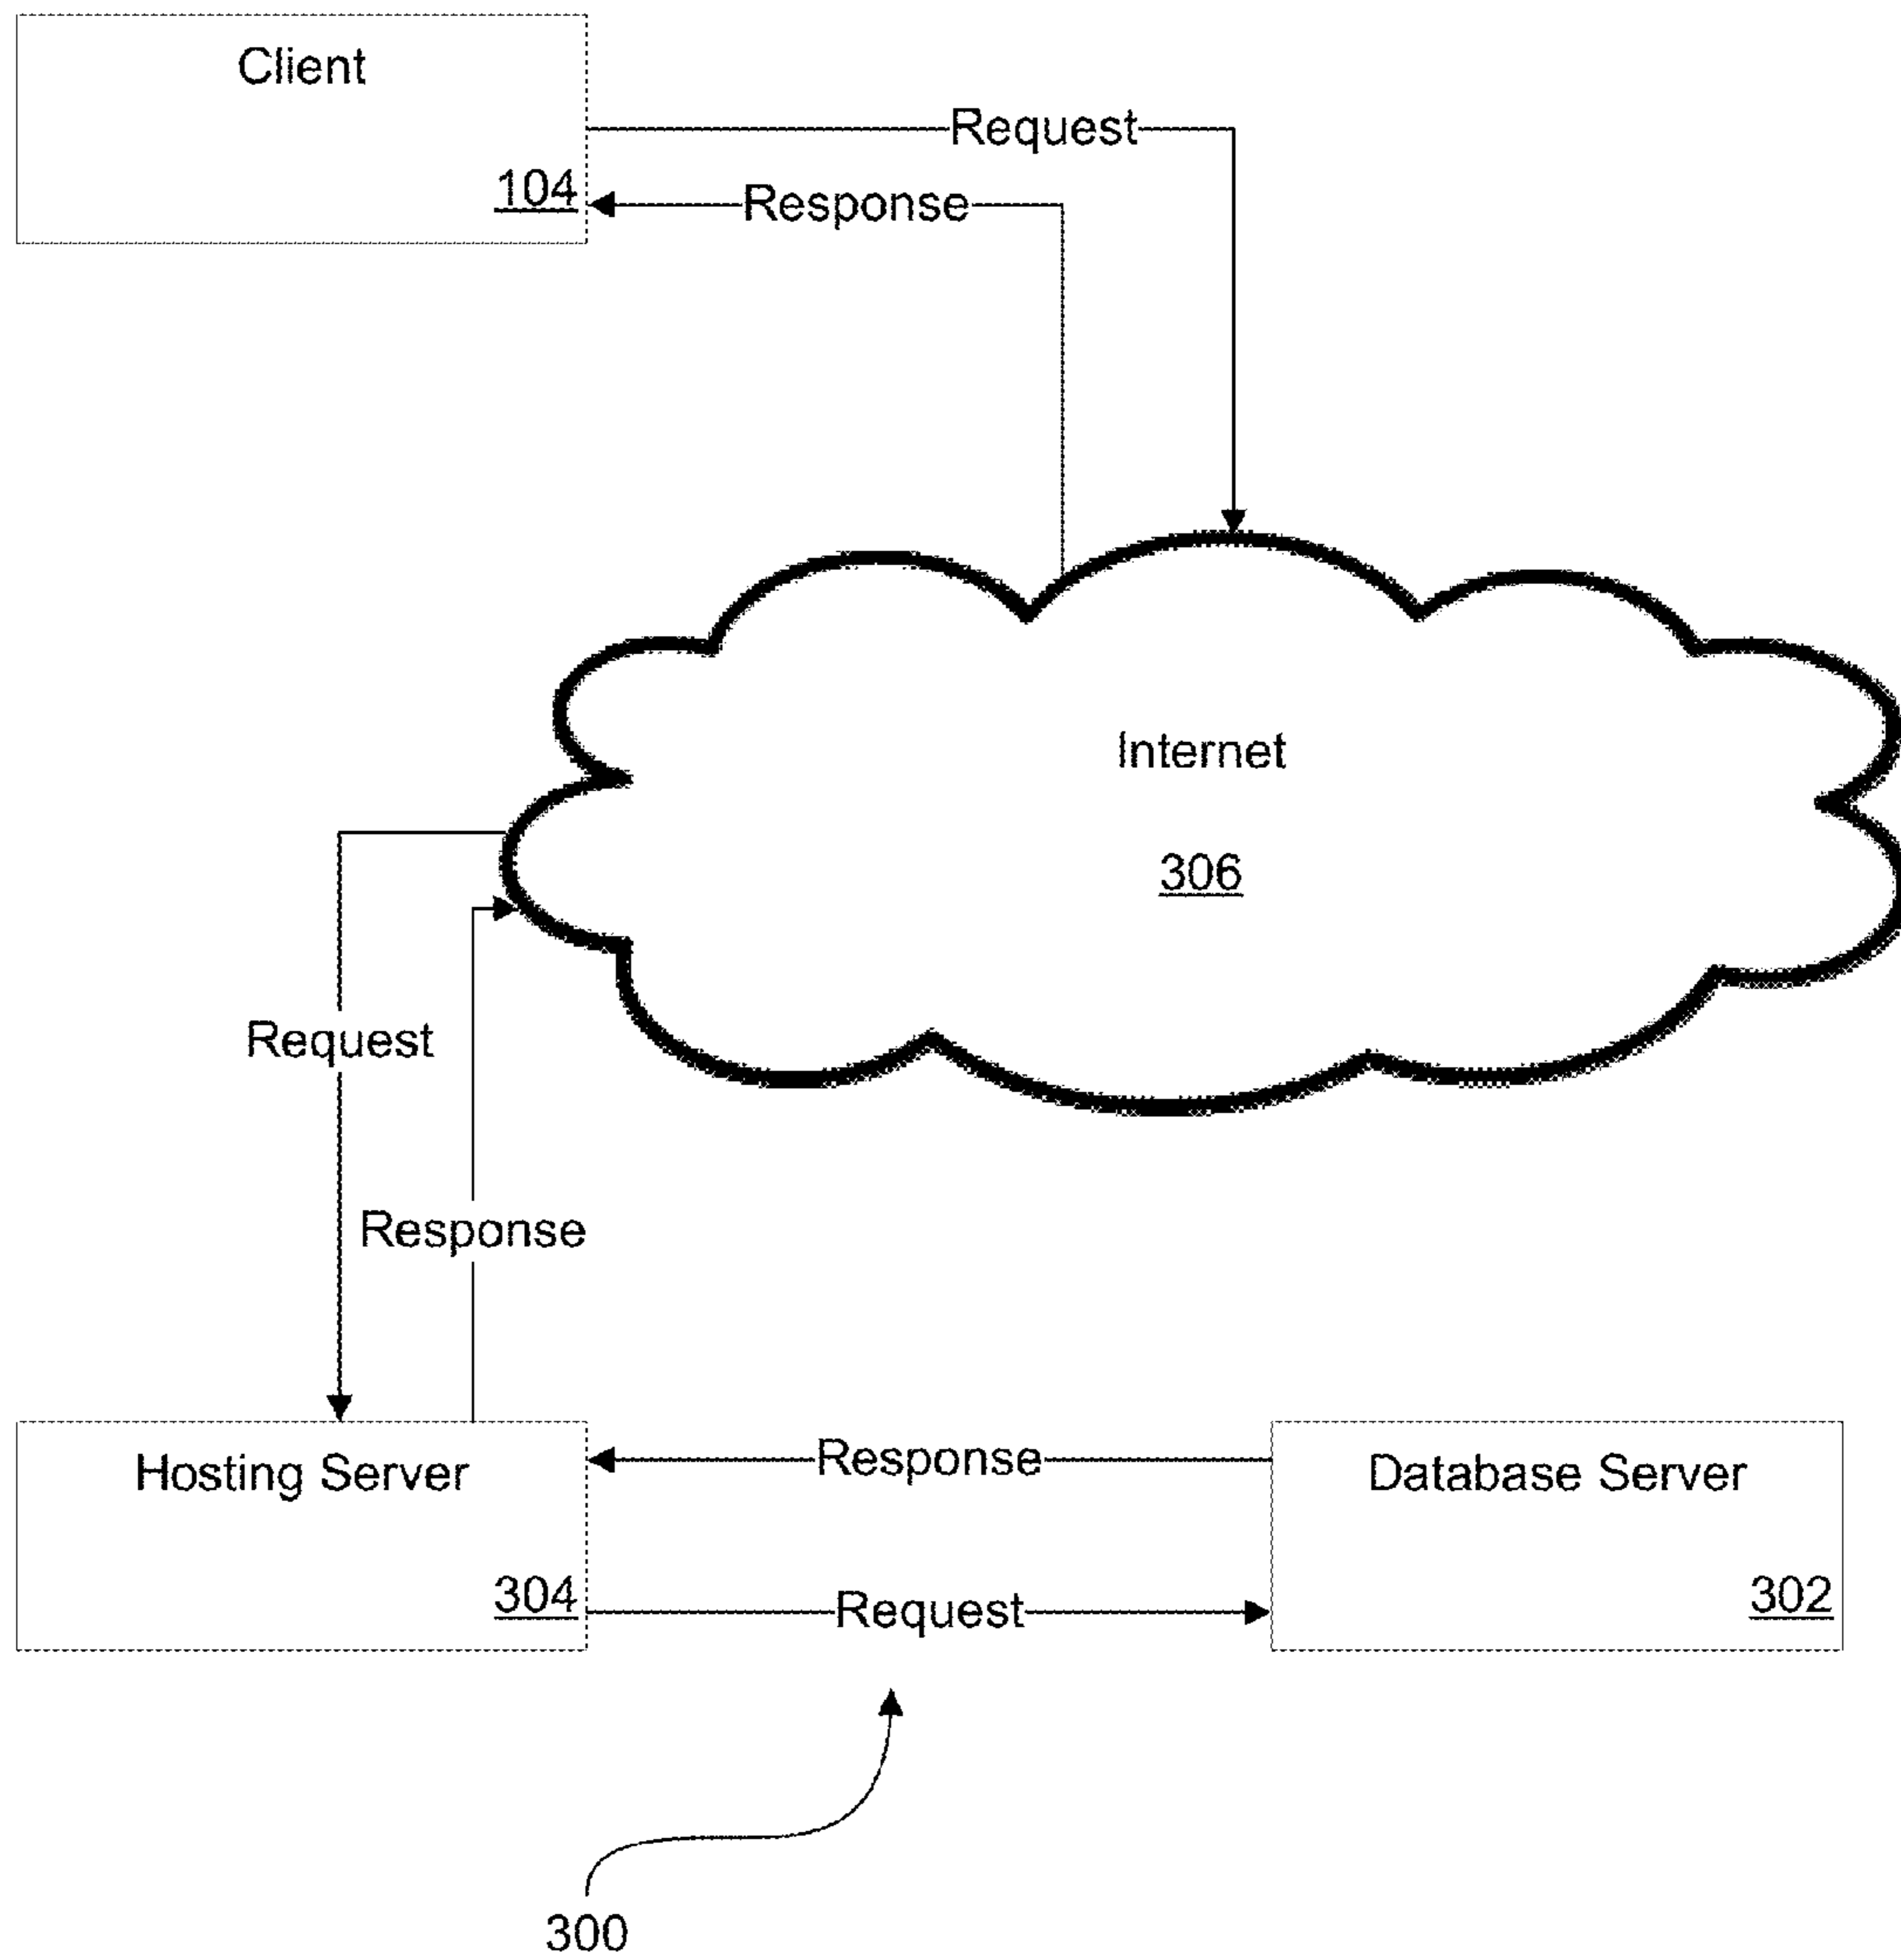 Client
104
Request
Response
Internet
306
Request
Response
Hosting Server
304
Response
Request
Database Server
302
300